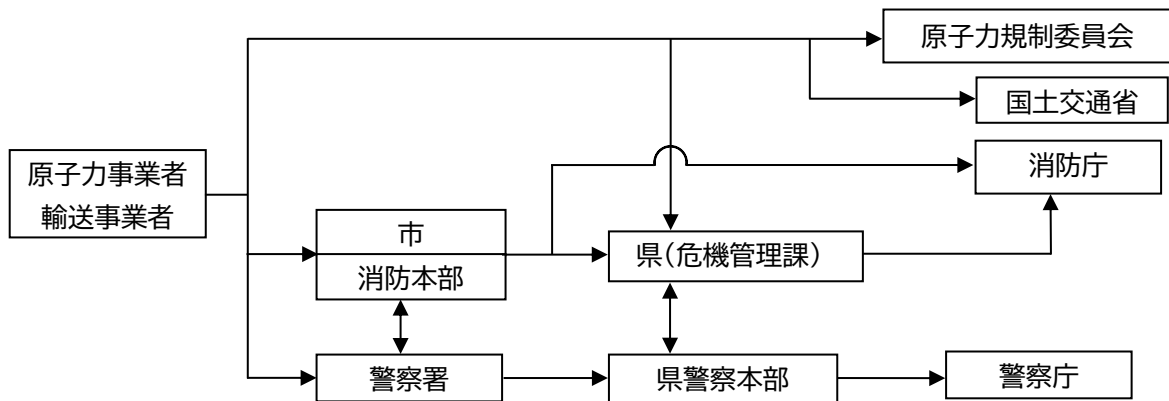 原子力規制委員会
国土交通省
消防庁
原子力事業者
輸送事業者
市
消防本部
県(危機管理課)
警察署
県警察本部
警察庁